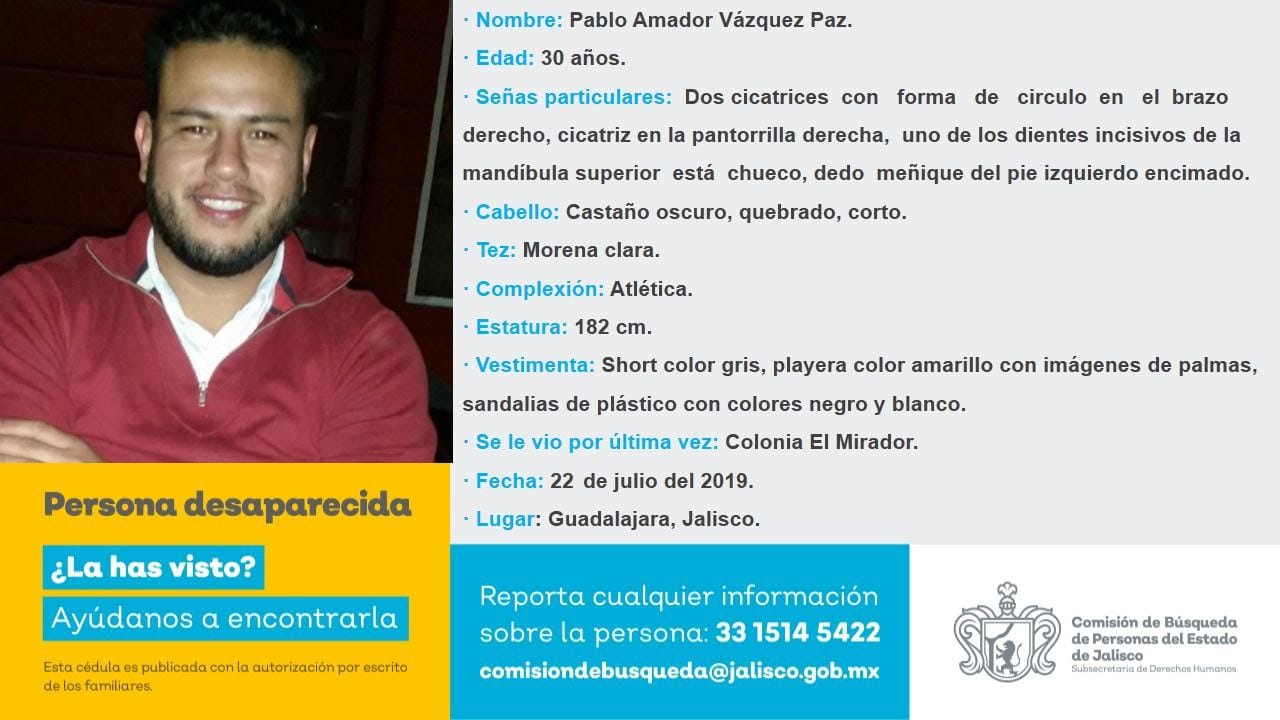 · Nombre: Pablo Amador Vázquez Paz.
· Edad: 30 años.
· Señas particulares: Dos cicatrices con forma de circulo en el brazo
derecho, cicatriz en la pantorrilla derecha, uno de los dientes incisivos de la
mandíbula superior está chueco, dedo meñique del pie izquierdo encimado.
· Cabello: Castaño oscuro, quebrado, corto.
· Tez: Morena clara.
· Complexión: Atlética.
· Estatura: 182 cm.
· Vestimenta: Short color gris, playera color amarillo con imágenes de palmas,
sandalias de plástico con colores negro y blanco.
· Se le vio por última vez: Colonia El Mirador.
· Fecha: 22 de julio del 2019.
· Lugar: Guadalajara, Jalisco.
Persona desaparecida
¿La has visto?
Ayúdanos a encontrarla
Esta cédula es publicada con la autorización por escrito
de los familiares.
Reporta cualquier información
sobre la persona: 33 1514 5422
comisiondebusqueda@jalisco.gob.mx
Comisión de Búsqueda
de Personas del Estado
de Jalisco
Subsecretaría de Derechos Humanos